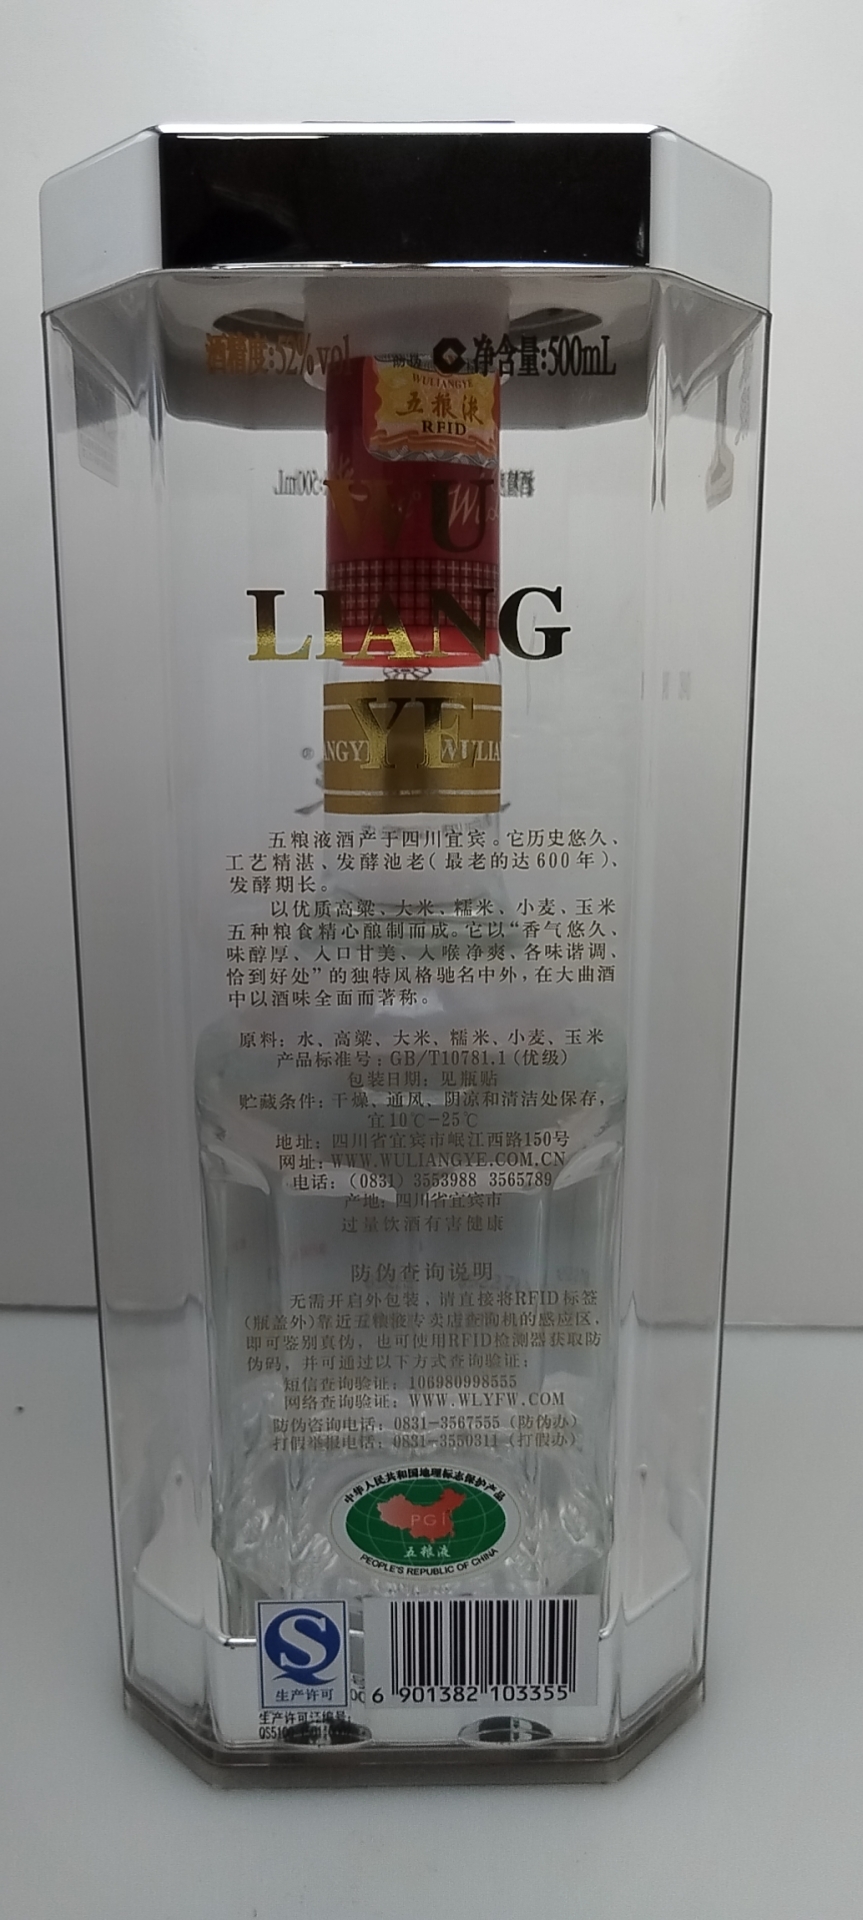 酒精度:52%vol 净含量:500mL
WULIANGYE
五粮液
RFID
WU
LIANG
YE
五粮液酒产于四川宜宾。它历史悠久、
工艺精湛、发酵池老(最老的达600年)、
发酵期长。
以优质高粱、大米、糯米、小麦、玉米
五种粮食精心酿制而成。它以“香气悠久、
味醇厚、入口甘美、入喉净爽、各味谐调、
恰到好处”的独特风格驰名中外,在大曲酒
中以酒味全面而著称。
原料: 水、高粱、大米、糯米、小麦、玉米
产品标准号: GB/T10781.1(优级)
包装日期: 见瓶贴
贮藏条件: 干燥、通风、阴凉和清洁处保存,
宜10℃-25℃
地址: 四川省宜宾市岷江西路150号
网址: WWW.WULIANGYE.COM.CN
电话: (0831) 3553988 3565789
产地: 四川省宜宾市
过量饮酒有害健康
防伪查询说明
无需开启外包装,请直接将RFID标签
(瓶盖外)靠近五粮液专卖店查询机的感应区,
即可鉴别真伪, 也可使用RFID检测器获取防
伪码, 并可通过以下方式查询验证:
短信查询验证: 106980998555
网络查询验证: WWW.WLYFW.COM
防伪咨询电话: 0831-3567555 (防伪办)
打假举报电话: 0831-3550311 (打假办)
中华人民共和国地理标志保护产品
PGI
五粮液
PEOPLE'S REPUBLIC OF CHINA
生产许可
6 901382 103355
生产许可证编号: